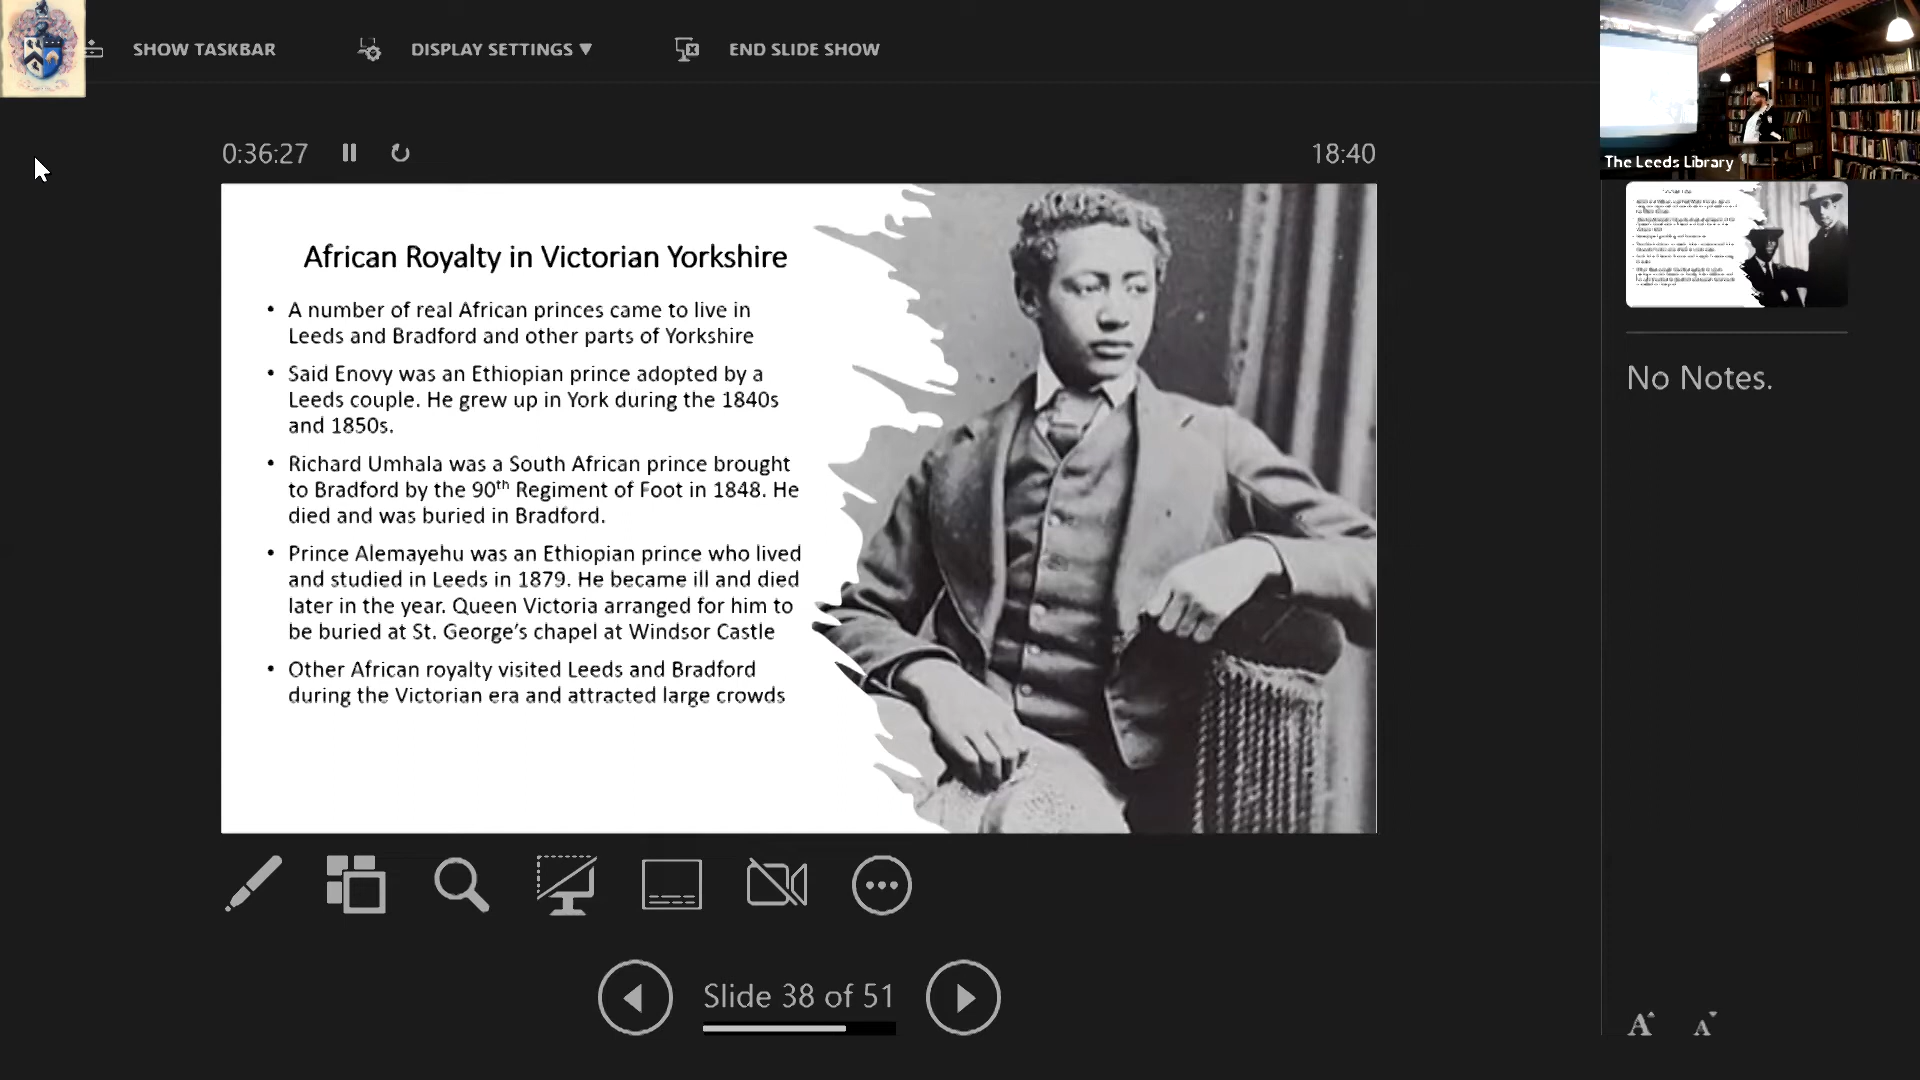 SHOW TASKBAR
DISPLAY SETTINGS ▼
END SLIDE SHOW
The Leeds Library
0:36:27
18:40
African Royalty in Victorian Yorkshire
• A number of real African princes came to live in
Leeds and Bradford and other parts of Yorkshire
• Said Enovy was an Ethiopian prince adopted by a
Leeds couple. He grew up in York during the 1840s
and 1850s.
• Richard Umhala was a South African prince brought
to Bradford by the 90th Regiment of Foot in 1848. He
died and was buried in Bradford.
• Prince Alemayehu was an Ethiopian prince who lived
and studied in Leeds in 1879. He became ill and died
later in the year. Queen Victoria arranged for him to
be buried at St. George's chapel at Windsor Castle
• Other African royalty visited Leeds and Bradford
during the Victorian era and attracted large crowds
No Notes.
Slide 38 of 51
A A